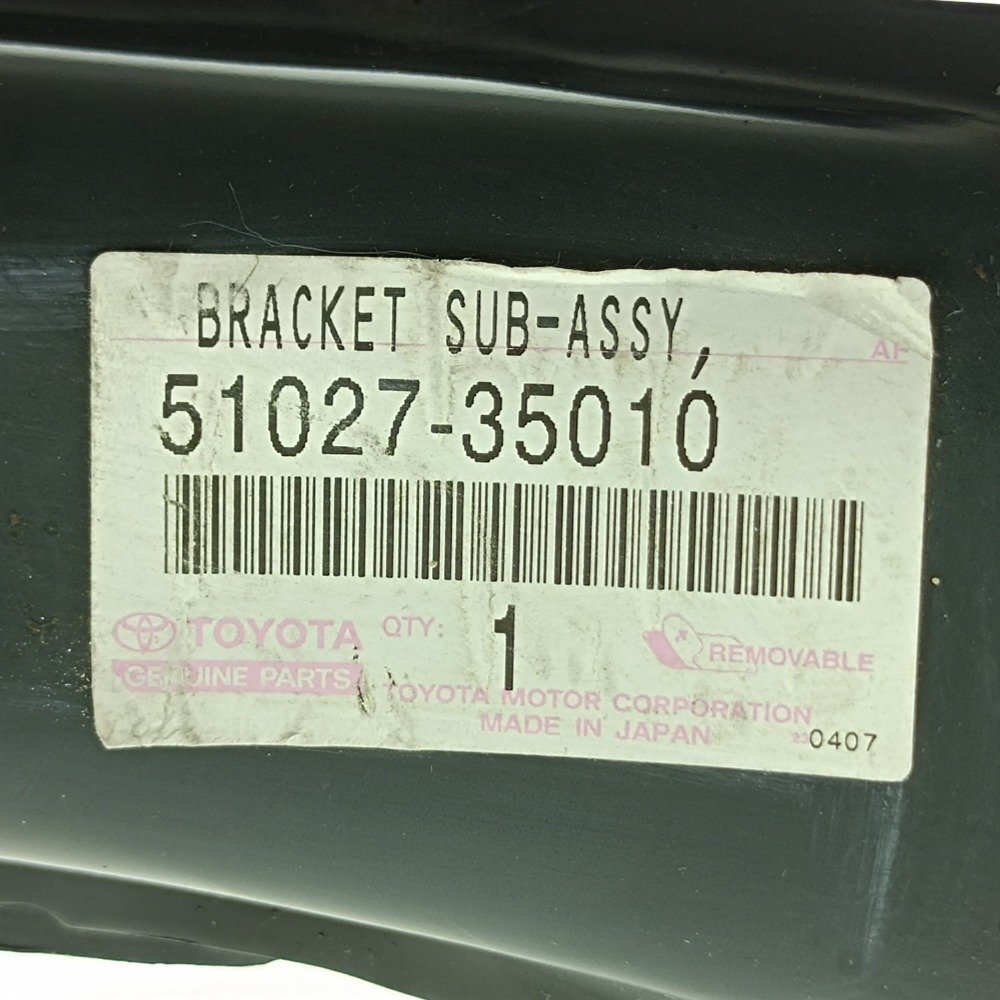 BRACKET SUB-ASSY,
AF
51027-35010
TOYOTA QTY: 1
REMOVABLE
GENUINE PARTS
TOYOTA MOTOR CORPORATION
MADE IN JAPAN
0407